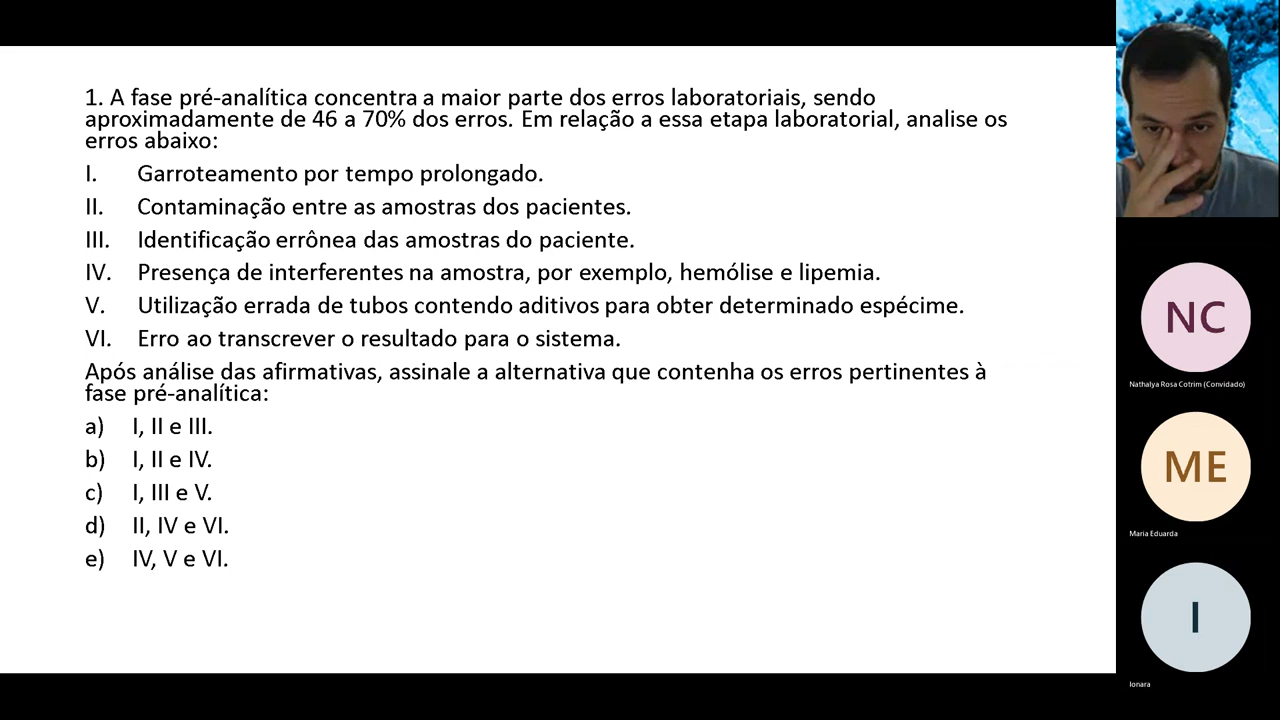 1. A fase pré-analítica concentra a maior parte dos erros laboratoriais, sendo
aproximadamente de 46 a 70% dos erros. Em relação a essa etapa laboratorial, analise os
erros abaixo:
I. Garroteamento por tempo prolongado.
II. Contaminação entre as amostras dos pacientes.
III. Identificação errônea das amostras do paciente.
IV. Presença de interferentes na amostra, por exemplo, hemólise e lipemia.
V. Utilização errada de tubos contendo aditivos para obter determinado espécime.
VI. Erro ao transcrever o resultado para o sistema.
Após análise das afirmativas, assinale a alternativa que contenha os erros pertinentes à
fase pré-analítica:
a) I, II e III.
b) I, II e IV.
c) I, III e V.
d) II, IV e VI.
e) IV, V e VI.
NC
Nathalya Rosa Cotrim (Convidado)
ME
Maria Eduarda
I
Ionara